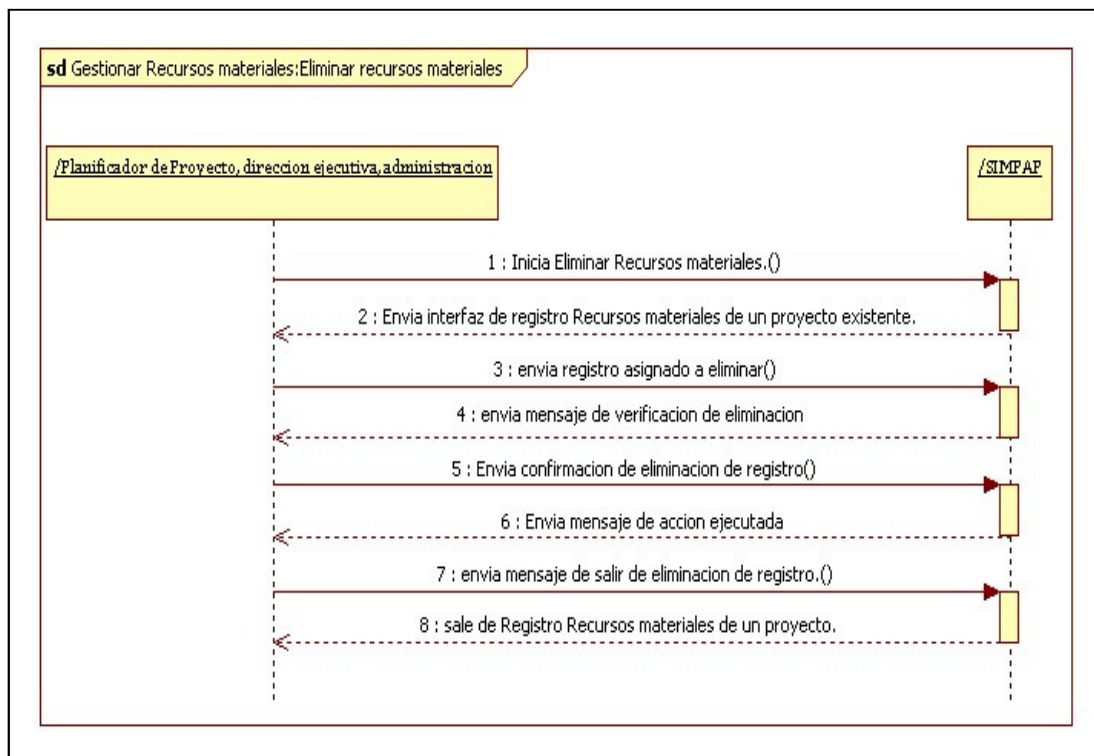 sd Gestionar Recursos materiales:Eliminar recursos materiales
/Planificador de Proyecto, direccion ejecutiva,administracion
/SIMPAP
1 : Inicia Eliminar Recursos materiales.()
2 : Envia interfaz de registro Recursos materiales de un proyecto existente.
3 : envia registro asignado a eliminar()
4 : envia mensaje de verificacion de eliminacion
5 : Envia confirmacion de eliminacion de registro()
6 : Envia mensaje de accion ejecutada
7 : envia mensaje de salir de eliminacion de registro.()
8 : sale de Registro Recursos materiales de un proyecto.